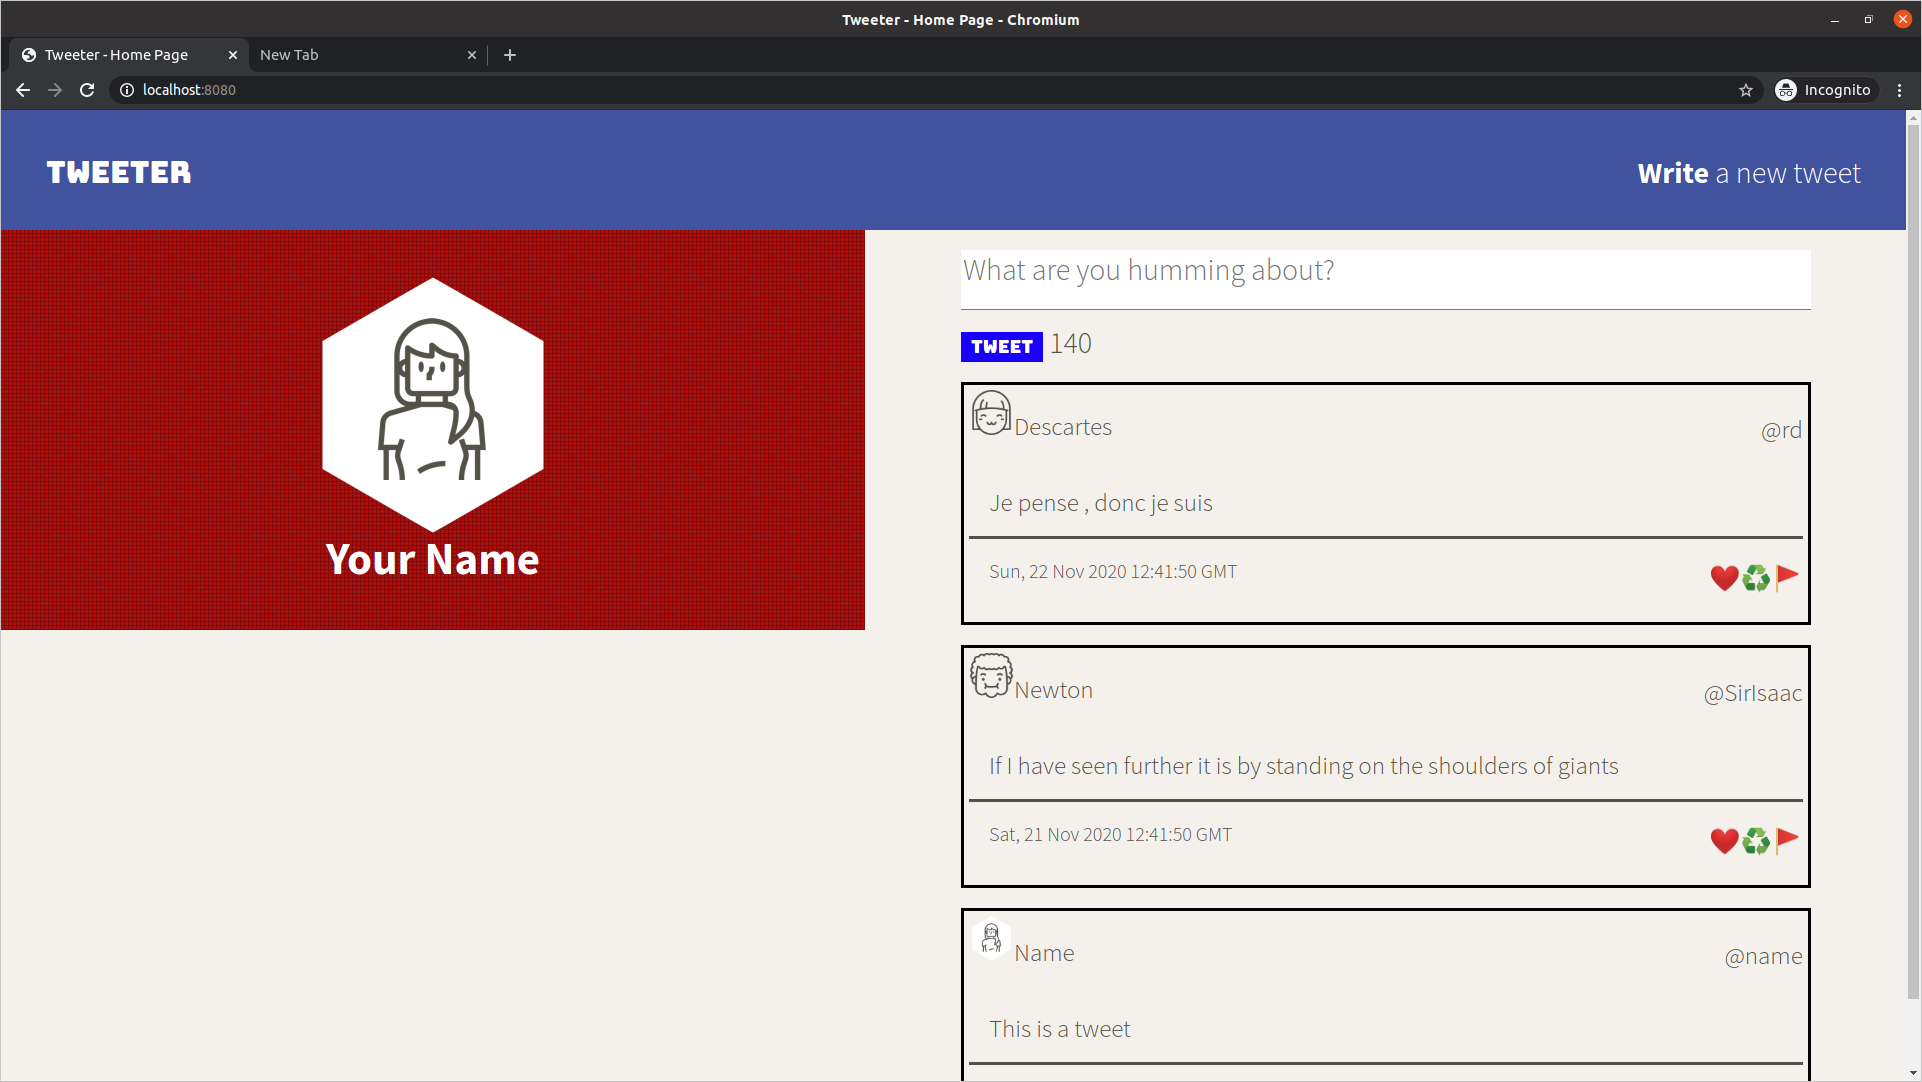 Tweeter - Home Page - Chromium
Tweeter - Home Page
New Tab
localhost:8080
Incognito
TWEETER
Write a new tweet
Your Name
What are you humming about?
TWEET 140
Descartes @rd
Je pense , donc je suis
Sun, 22 Nov 2020 12:41:50 GMT
Newton @SirIsaac
If I have seen further it is by standing on the shoulders of giants
Sat, 21 Nov 2020 12:41:50 GMT
Name @name
This is a tweet